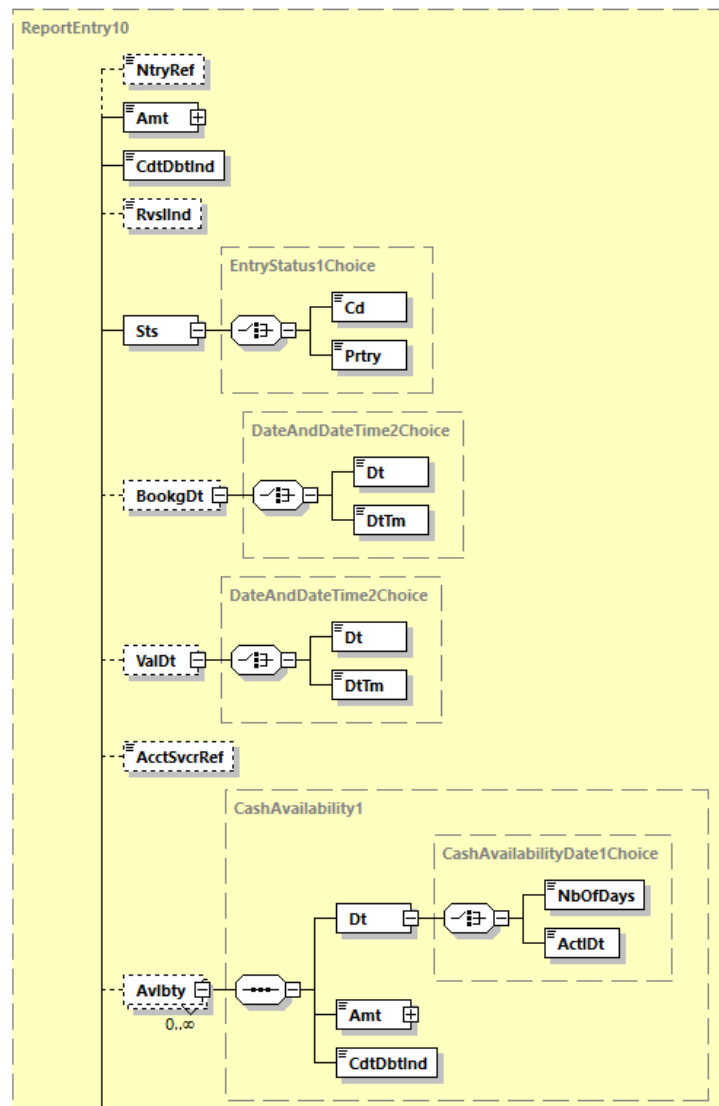 ReportEntry10
NtryRef
Amt
CdtDbtInd
RvslInd
EntryStatus1Choice
Cd
Sts
Prtry
DateAndDateTime2Choice
Dt
BookgDt
DtTm
DateAndDateTime2Choice
Dt
ValDt
DtTm
AcctSvcrRef
CashAvailability1
CashAvailabilityDate1Choice
NbOfDays
Dt
ActlDt
Avlbty
0..∞
Amt
CdtDbtInd